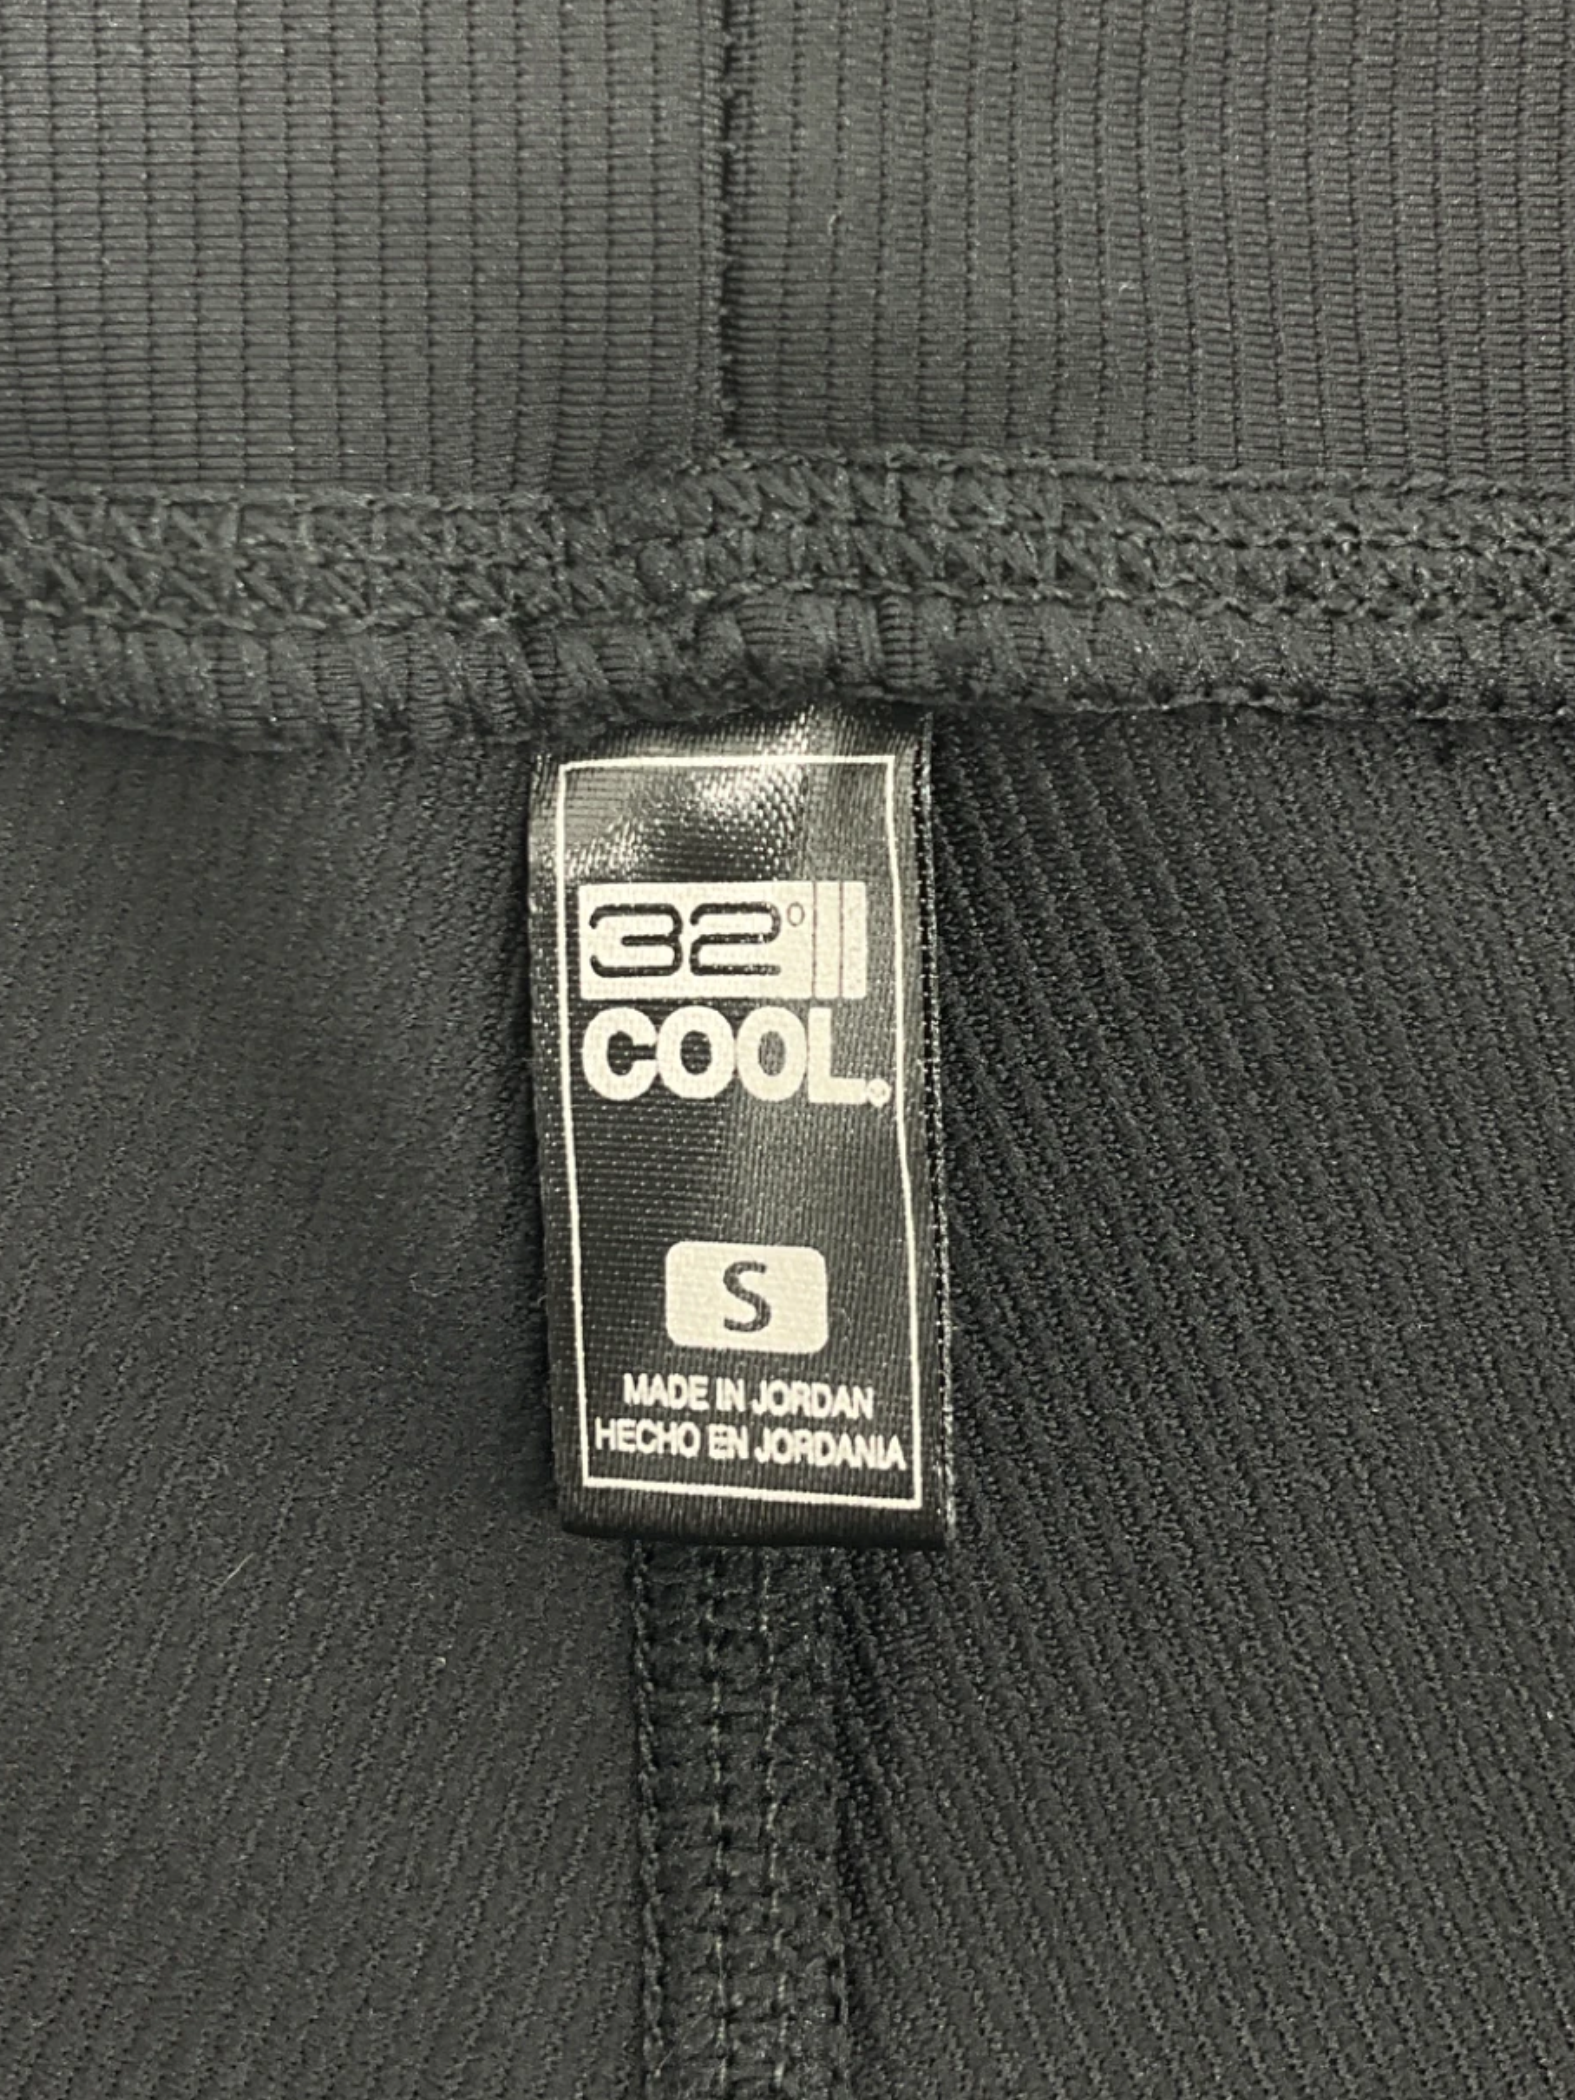 32°
COOL®
S
MADE IN JORDAN
HECHO EN JORDANIA